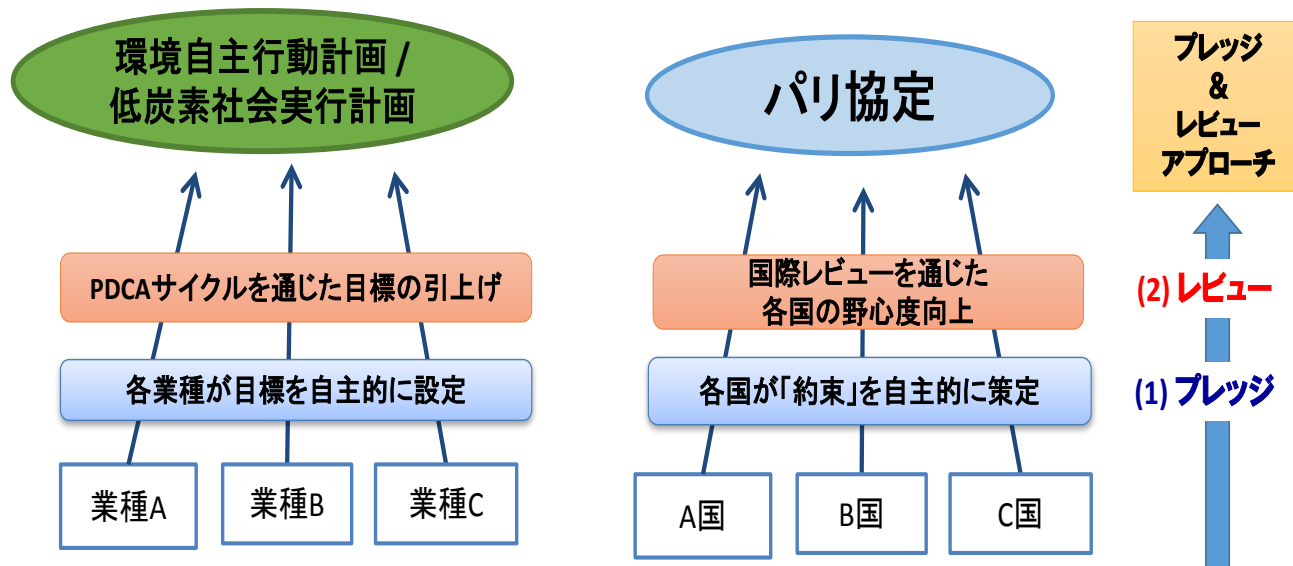 環境自主行動計画 /
低炭素社会実行計画
PDCAサイクルを通じた目標の引上げ
各業種が目標を自主的に設定
業種A
業種B
業種C
パリ協定
国際レビューを通じた
各国の野心度向上
各国が「約束」を自主的に策定
A国
B国
C国
プレッジ
&
レビュー
アプローチ
(2) レビュー
(1) プレッジ